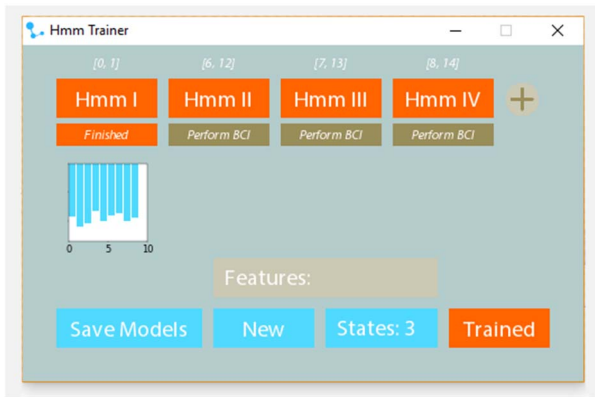 Hmm Trainer
[0, 1] [6, 12] [7, 13] [8, 14]
Hmm I Hmm II Hmm III Hmm IV +
Finished Perform BCI Perform BCI Perform BCI
0 5 10
Features:
Save Models New States: 3 Trained